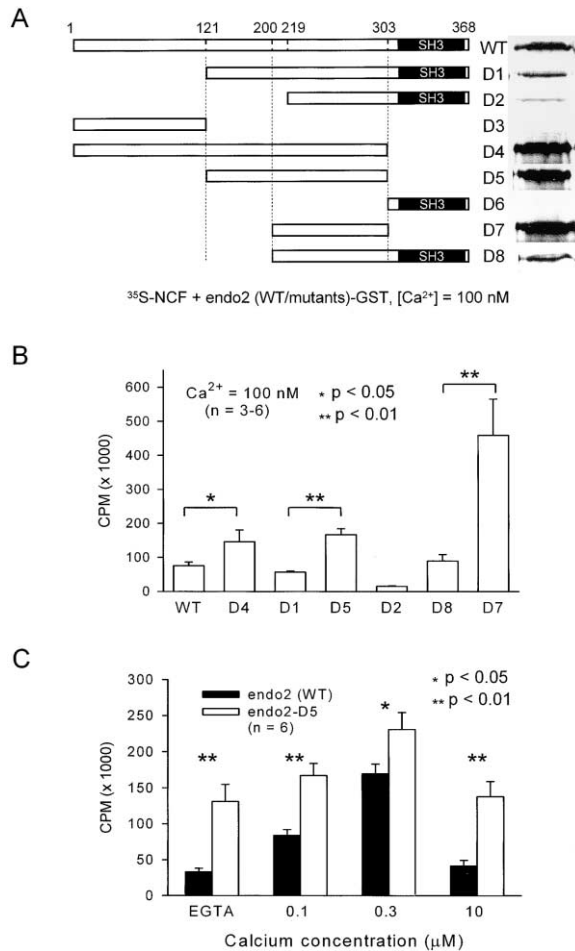 A
1 121 200 219 303 368
SH3 WT
SH3 D1
SH3 D2
D3
D4
D5
SH3 D6
D7
SH3 D8
³⁵S-NCF + endo2 (WT/mutants)-GST, [Ca²⁺] = 100 nM
B
CPM (x 1000)
600
500
400
300
200
100
0
Ca²⁺ = 100 nM
(n = 3-6)
* p < 0.05
** p < 0.01
* ** **
WT D4 D1 D5 D2 D8 D7
C
CPM (x 1000)
300
250
200
150
100
50
0
endo2 (WT)
endo2-D5
(n = 6)
* p < 0.05
** p < 0.01
** ** * **
EGTA 0.1 0.3 10
Calcium concentration (µM)